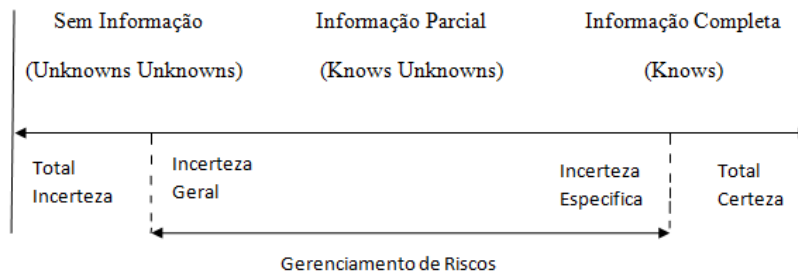 Sem Informação Informação Parcial Informação Completa
(Unknowns Unknowns) (Knows Unknowns) (Knows)
Total Incerteza Incerteza Total
Incerteza Geral Especifica Certeza
Gerenciamento de Riscos